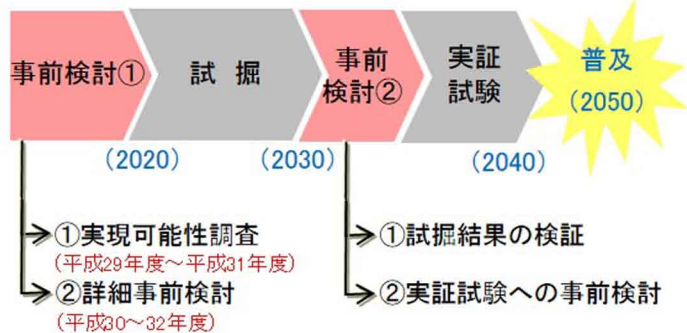 事前検討①
試 掘
事前
検討②
実証
試験
普及
(2050)
(2020)
(2030)
(2040)
①実現可能性調査
(平成29年度～平成31年度)
②詳細事前検討
(平成30～32年度)
①試掘結果の検証
②実証試験への事前検討